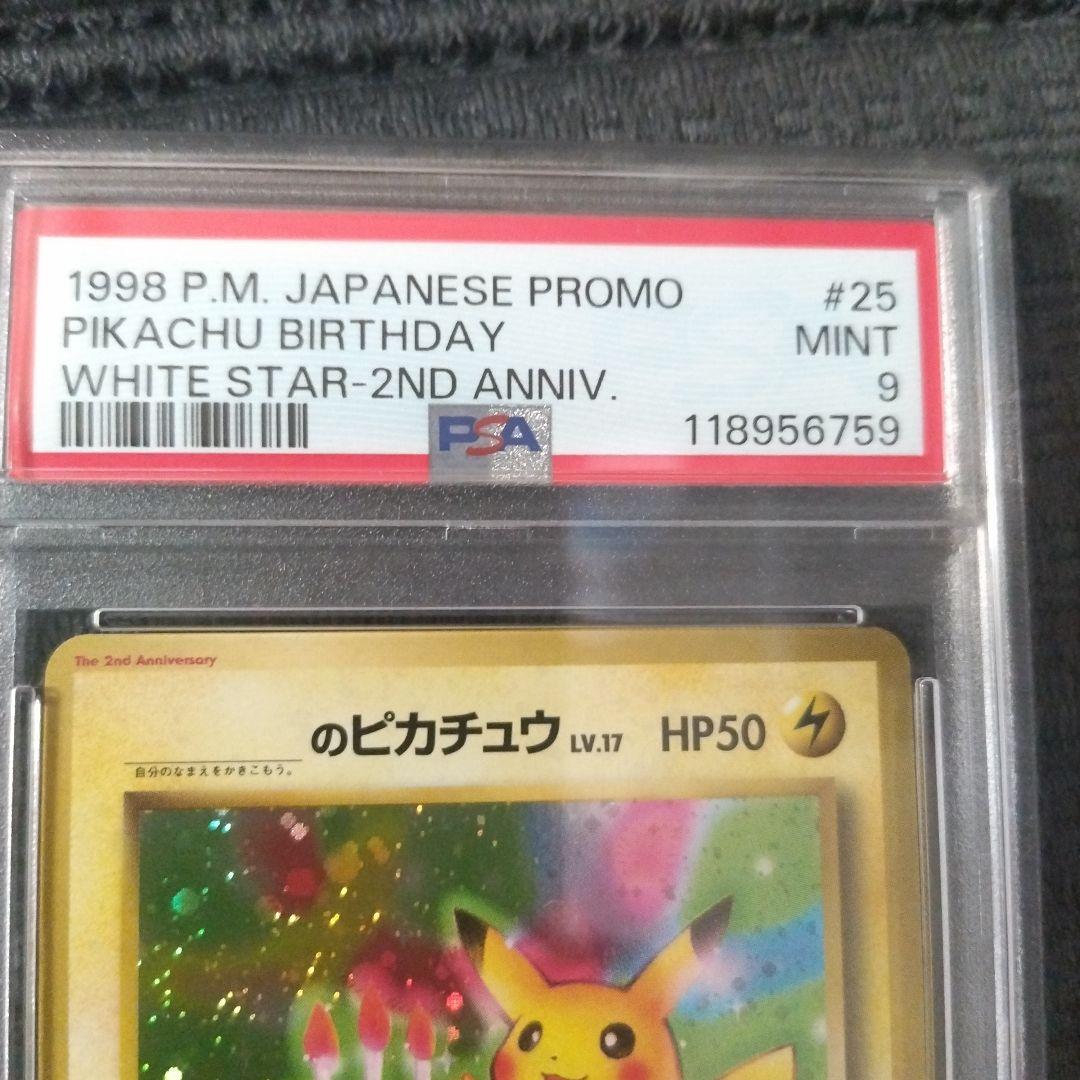 1998 P.M. JAPANESE PROMO #25
PIKACHU BIRTHDAY MINT
WHITE STAR-2ND ANNIV. 9
PSA 118956759
The 2nd Anniversary
のピカチュウ LV.17 HP50
自分のなまえをかきこもう。